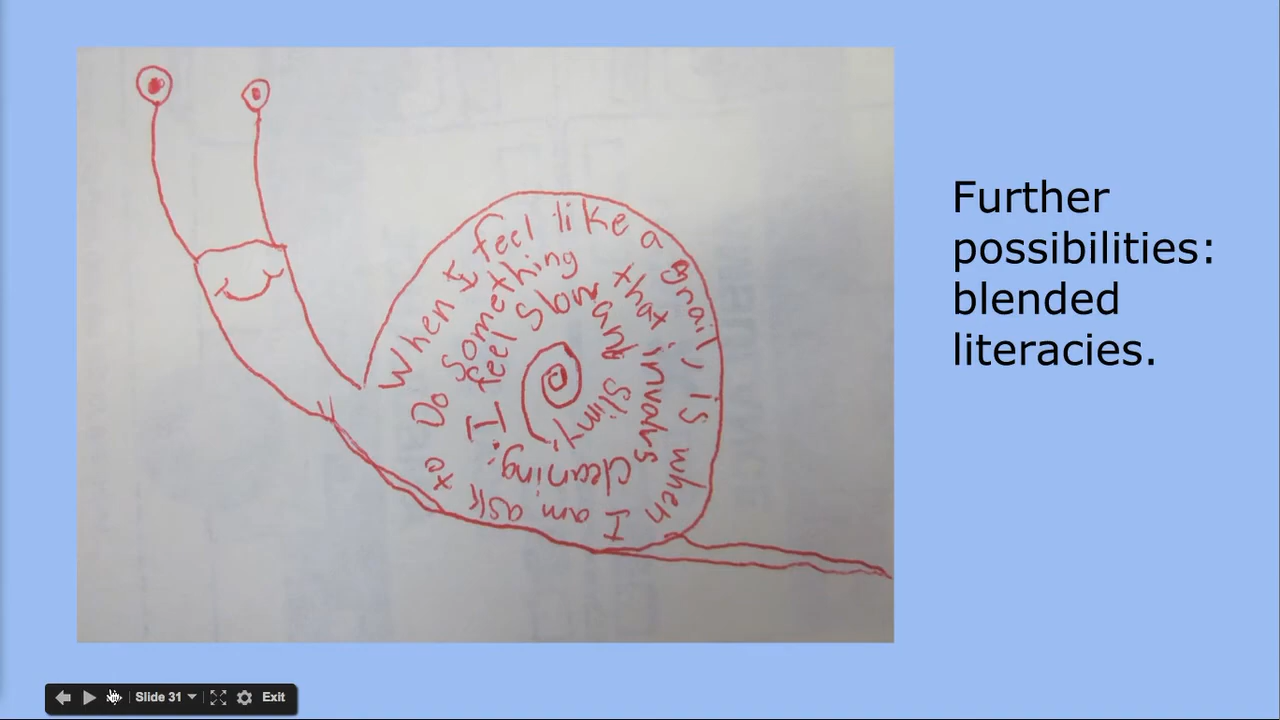 When I feel like a snail, is when I am ask to
Do something that involvs cleaning.
I feel slow and slimy.
Further
possibilities:
blended
literacies.
Slide 31
Exit